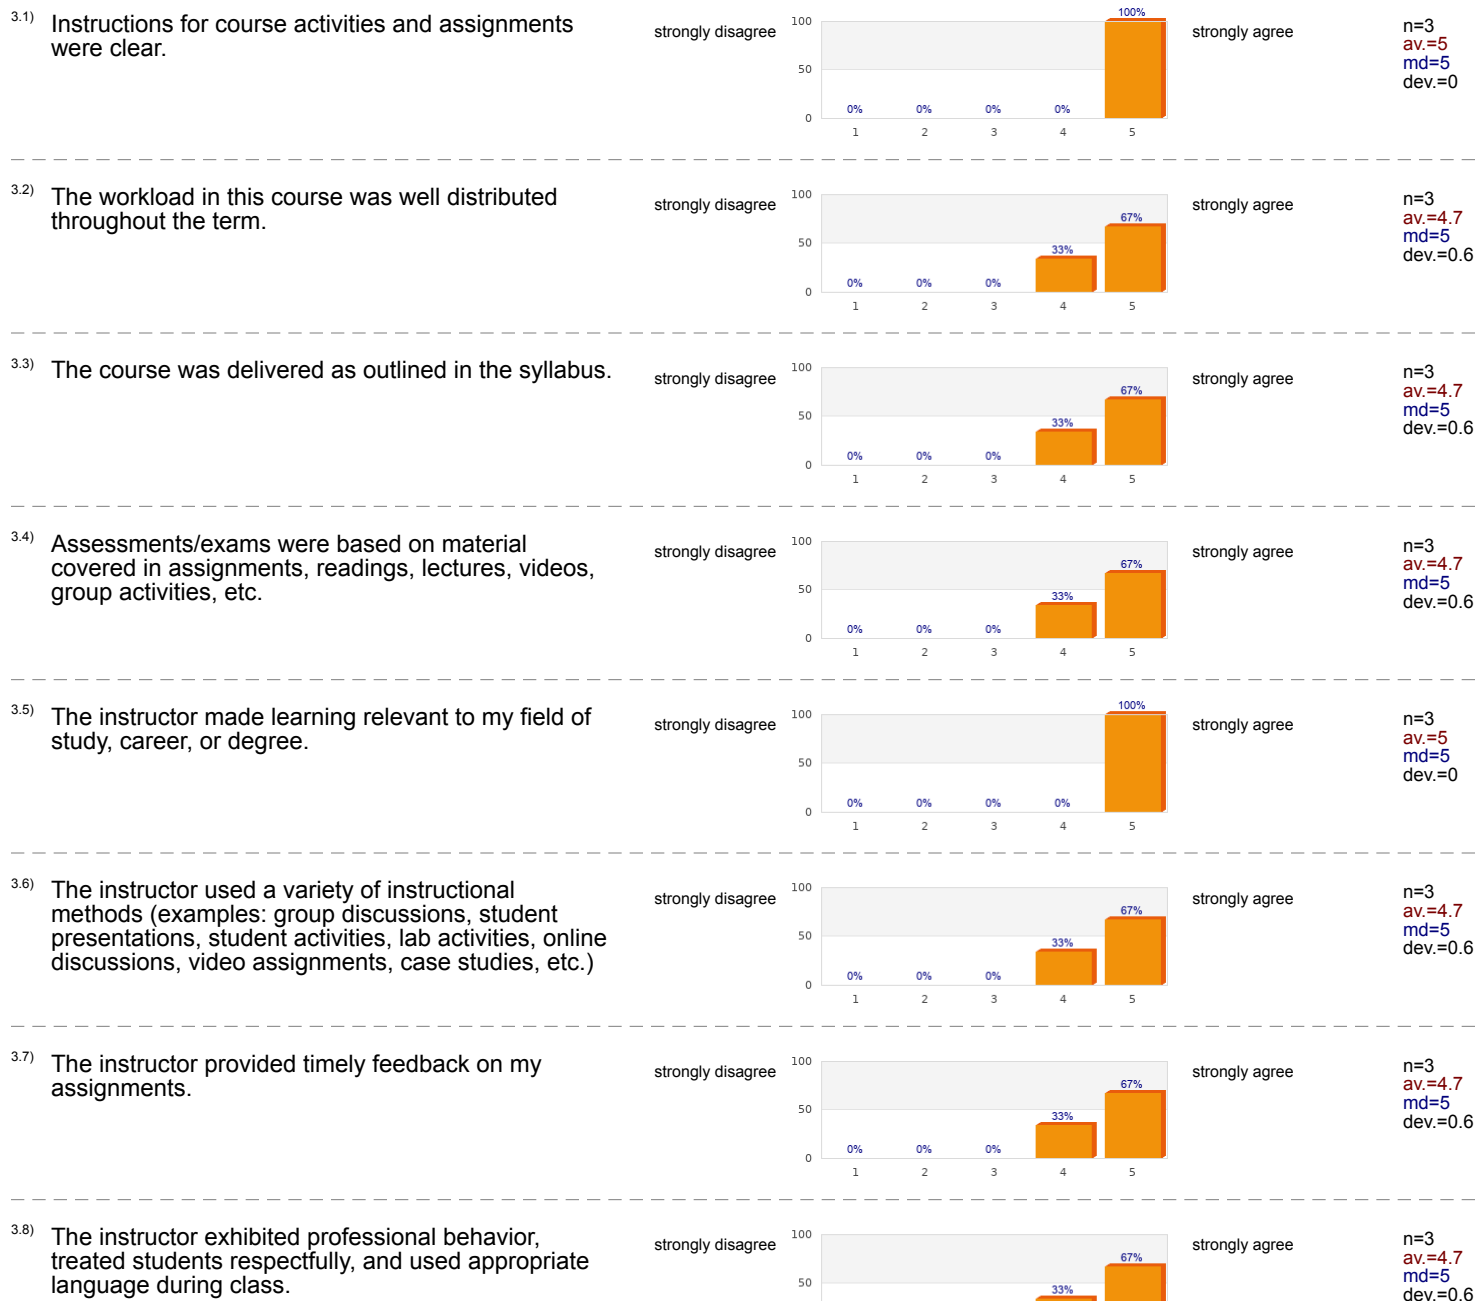 3.1) Instructions for course activities and assignments
were clear.
strongly disagree
100
50
0
0% 0% 0% 0% 100%
1 2 3 4 5
strongly agree
n=3
av.=5
md=5
dev.=0
3.2) The workload in this course was well distributed
throughout the term.
strongly disagree
100
50
0
0% 0% 0% 33% 67%
1 2 3 4 5
strongly agree
n=3
av.=4.7
md=5
dev.=0.6
3.3) The course was delivered as outlined in the syllabus.
strongly disagree
100
50
0
0% 0% 0% 33% 67%
1 2 3 4 5
strongly agree
n=3
av.=4.7
md=5
dev.=0.6
3.4) Assessments/exams were based on material
covered in assignments, readings, lectures, videos,
group activities, etc.
strongly disagree
100
50
0
0% 0% 0% 33% 67%
1 2 3 4 5
strongly agree
n=3
av.=4.7
md=5
dev.=0.6
3.5) The instructor made learning relevant to my field of
study, career, or degree.
strongly disagree
100
50
0
0% 0% 0% 0% 100%
1 2 3 4 5
strongly agree
n=3
av.=5
md=5
dev.=0
3.6) The instructor used a variety of instructional
methods (examples: group discussions, student
presentations, student activities, lab activities, online
discussions, video assignments, case studies, etc.)
strongly disagree
100
50
0
0% 0% 0% 33% 67%
1 2 3 4 5
strongly agree
n=3
av.=4.7
md=5
dev.=0.6
3.7) The instructor provided timely feedback on my
assignments.
strongly disagree
100
50
0
0% 0% 0% 33% 67%
1 2 3 4 5
strongly agree
n=3
av.=4.7
md=5
dev.=0.6
3.8) The instructor exhibited professional behavior,
treated students respectfully, and used appropriate
language during class.
strongly disagree
100
50
33% 67%
strongly agree
n=3
av.=4.7
md=5
dev.=0.6